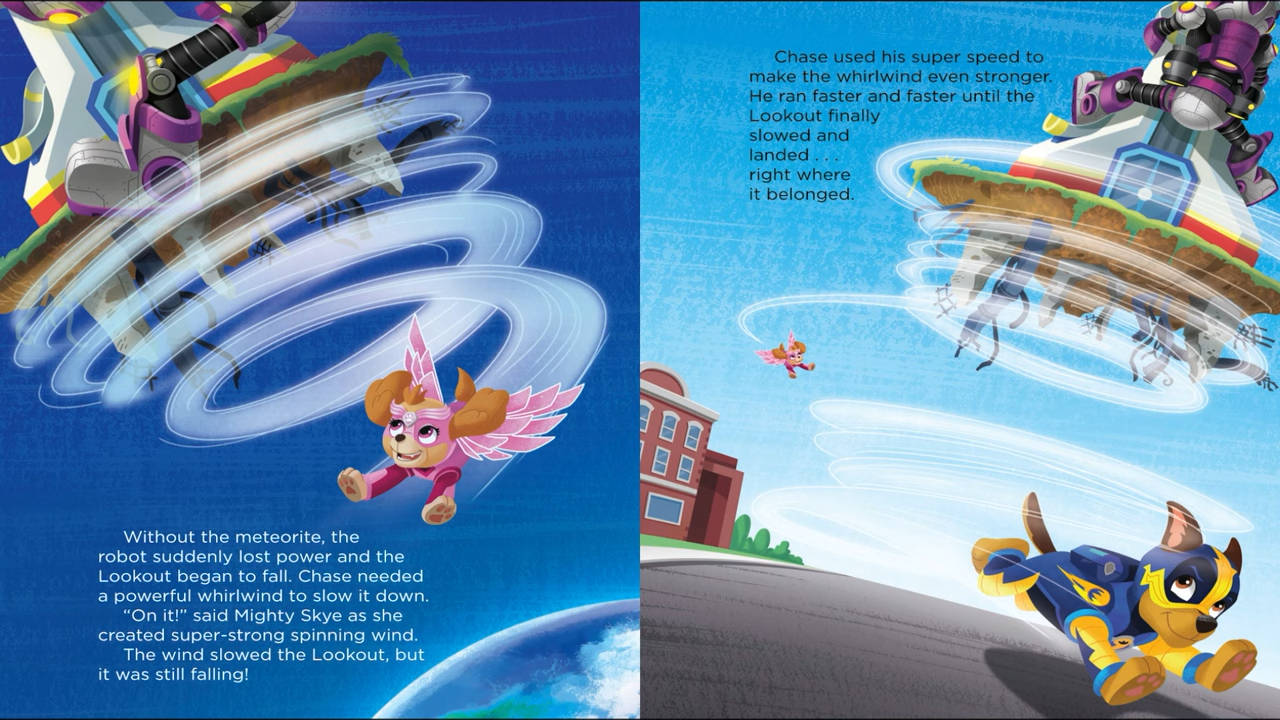 Without the meteorite, the
robot suddenly lost power and the
Lookout began to fall. Chase needed
a powerful whirlwind to slow it down.
“On it!” said Mighty Skye as she
created super-strong spinning wind.
The wind slowed the Lookout, but
it was still falling!
Chase used his super speed to
make the whirlwind even stronger.
He ran faster and faster until the
Lookout finally
slowed and
landed . . .
right where
it belonged.